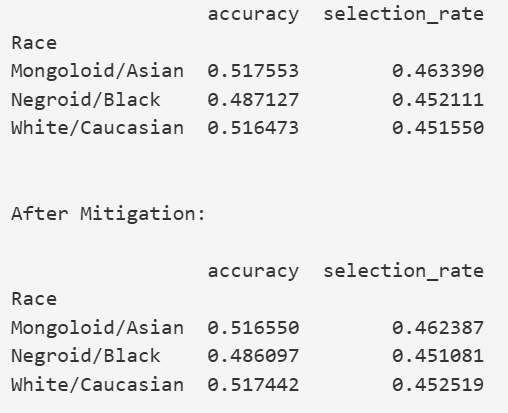 accuracy selection_rate
Race
Mongoloid/Asian 0.517553 0.463390
Negroid/Black 0.487127 0.452111
White/Caucasian 0.516473 0.451550
After Mitigation:
accuracy selection_rate
Race
Mongoloid/Asian 0.516550 0.462387
Negroid/Black 0.486097 0.451081
White/Caucasian 0.517442 0.452519